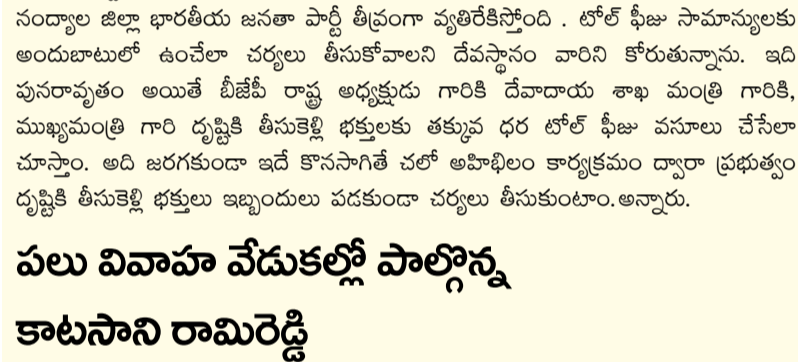 నంద్యాల జిల్లా భారతీయ జనతా పార్టీ తీవ్రంగా వ్యతిరేకిస్తోంది . టోల్ ఫీజు సామాన్యులకు
అందుబాటులో ఉంచేలా చర్యలు తీసుకోవాలని దేవస్థానం వారిని కోరుతున్నాను. ఇది
పునరావృతం అయితే బీజేపీ రాష్ట్ర అధ్యక్షుడు గారికి దేవాదాయ శాఖ మంత్రి గారికి,
ముఖ్యమంత్రి గారి దృష్టికి తీసుకెళ్లి భక్తులకు తక్కువ ధర టోల్ ఫీజు వసూలు చేసేలా
చూస్తాం. అది జరగకుండా ఇదే కొనసాగితే చలో అహిభిలం కార్యక్రమం ద్వారా ప్రభుత్వం
దృష్టికి తీసుకెళ్లి భక్తులు ఇబ్బందులు పడకుండా చర్యలు తీసుకుంటాం.అన్నారు.
పలు వివాహ వేడుకల్లో పాల్గొన్న
కాటసాని రామిరెడ్డి